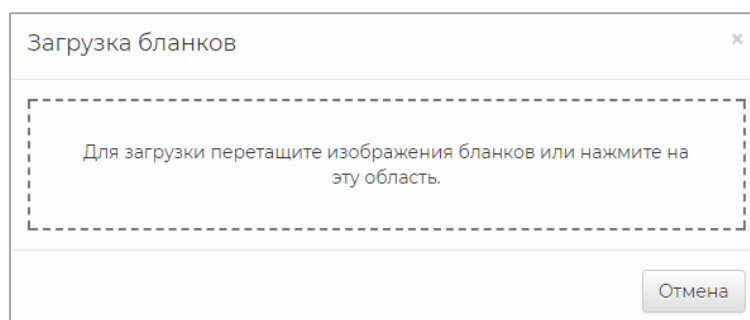 Загрузка бланков
×
Для загрузки перетащите изображения бланков или нажмите на
эту область.
Отмена